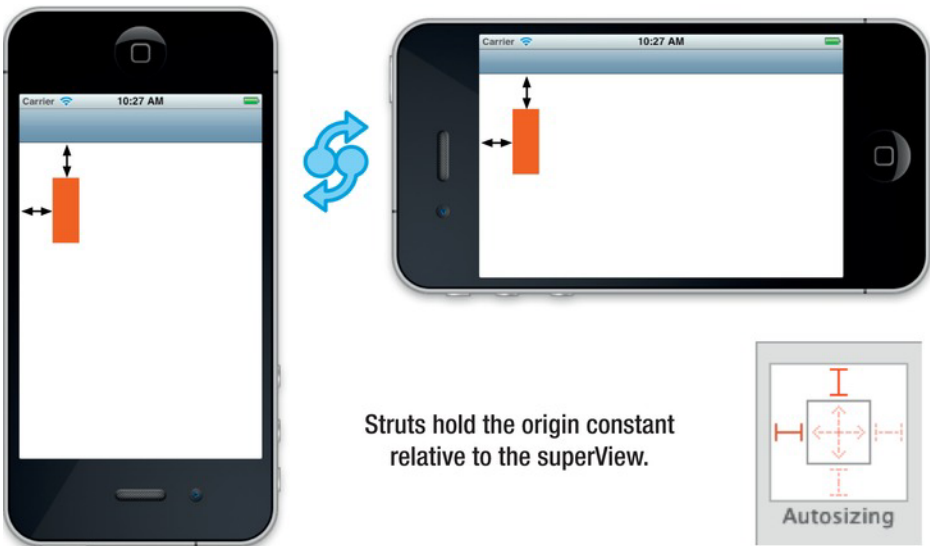 Carrier 10:27 AM
Carrier 10:27 AM
Struts hold the origin constant
relative to the superView.
Autosizing